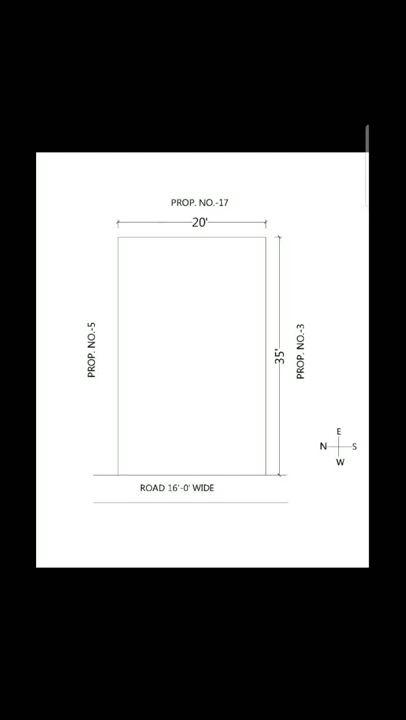 PROP. NO.-17
20'
PROP. NO.-5
35'
PROP. NO.-3
E
N S
W
ROAD 16'-0' WIDE